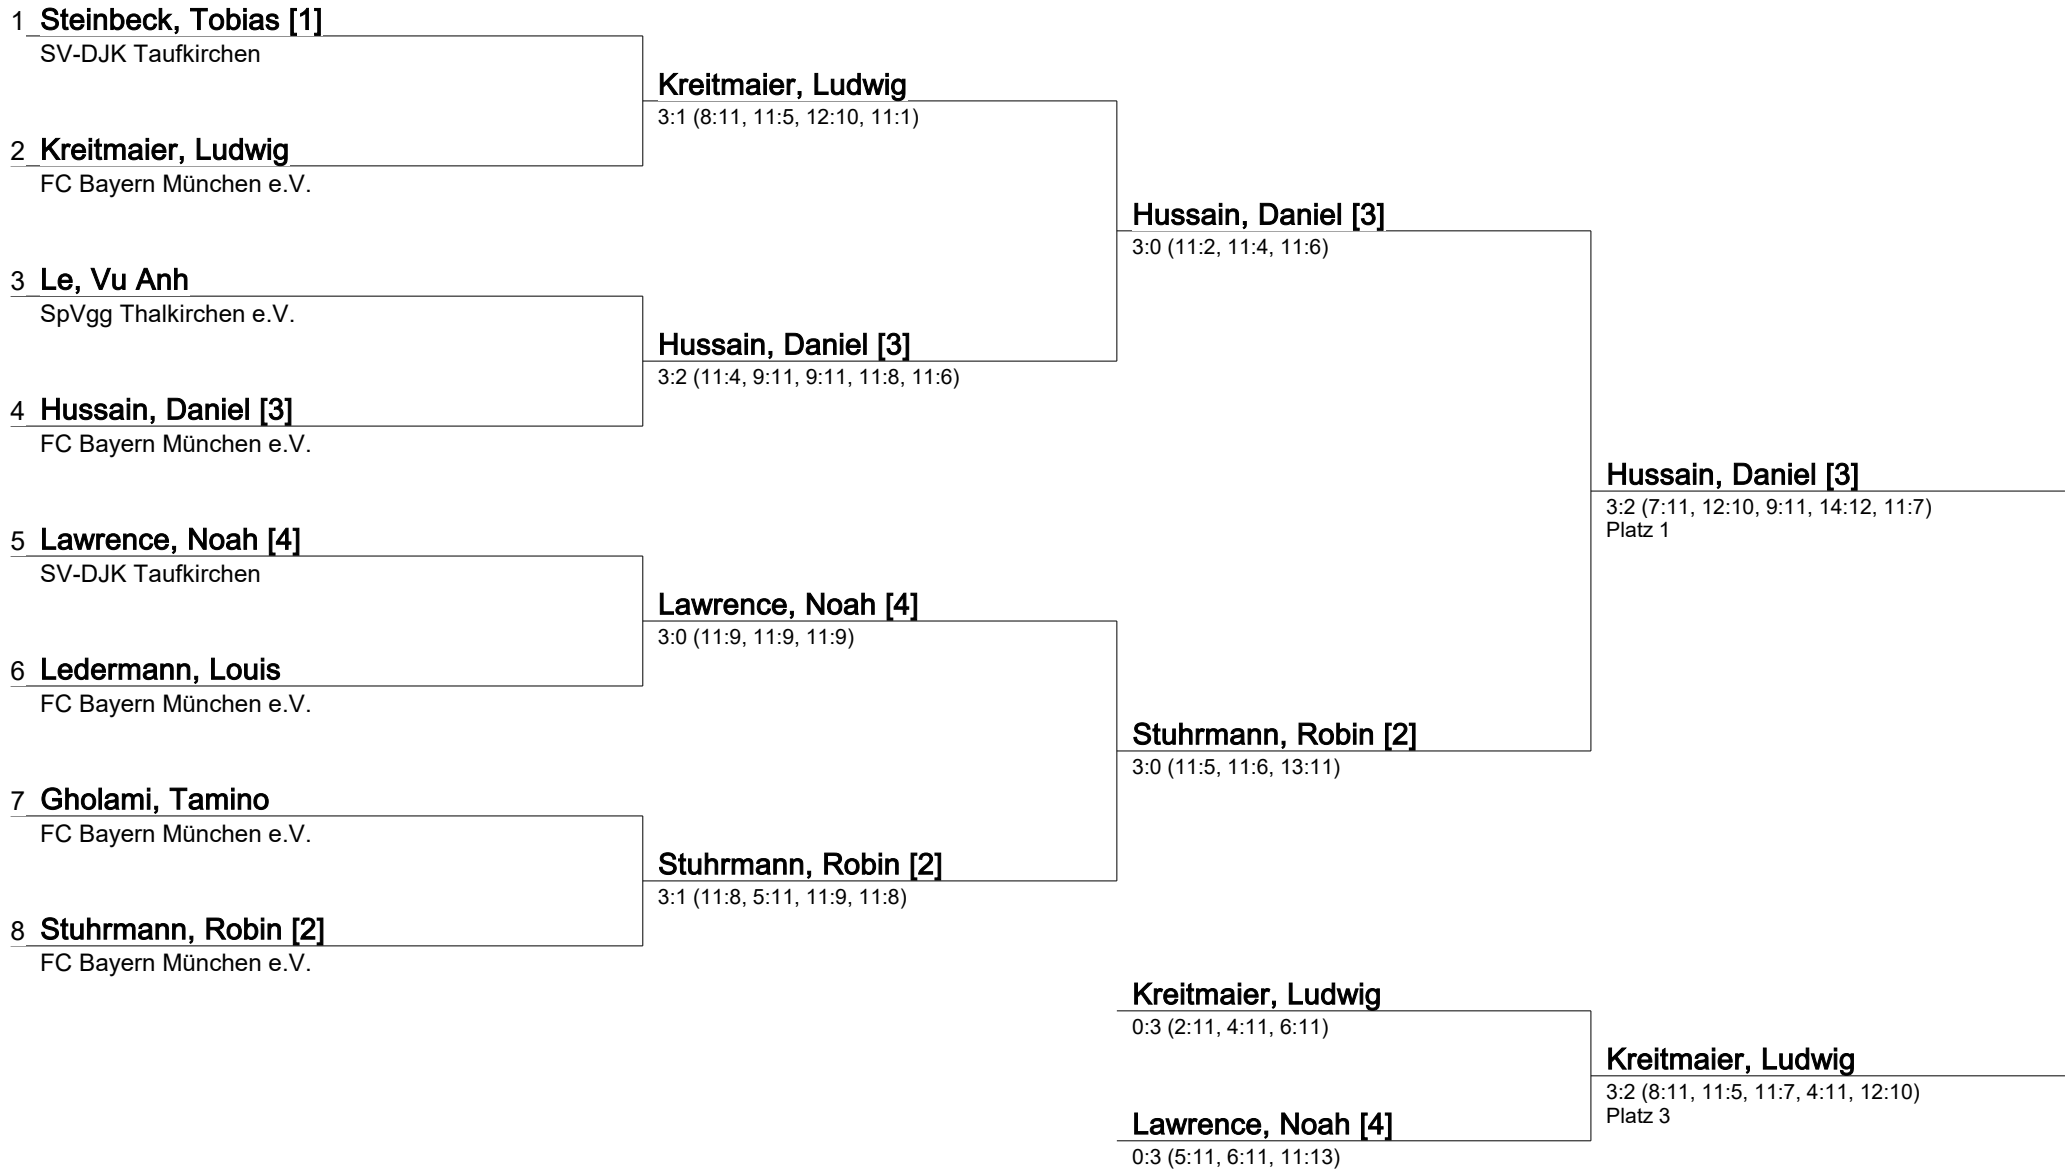 1 Steinbeck, Tobias [1]
SV-DJK Taufkirchen
Kreitmaier, Ludwig
3:1 (8:11, 11:5, 12:10, 11:1)
2 Kreitmaier, Ludwig
FC Bayern München e.V.
Hussain, Daniel [3]
3:0 (11:2, 11:4, 11:6)
3 Le, Vu Anh
SpVgg Thalkirchen e.V.
Hussain, Daniel [3]
3:2 (11:4, 9:11, 9:11, 11:8, 11:6)
4 Hussain, Daniel [3]
FC Bayern München e.V.
Hussain, Daniel [3]
3:2 (7:11, 12:10, 9:11, 14:12, 11:7)
Platz 1
5 Lawrence, Noah [4]
SV-DJK Taufkirchen
Lawrence, Noah [4]
3:0 (11:9, 11:9, 11:9)
6 Ledermann, Louis
FC Bayern München e.V.
Stuhrmann, Robin [2]
3:0 (11:5, 11:6, 13:11)
7 Gholami, Tamino
FC Bayern München e.V.
Stuhrmann, Robin [2]
3:1 (11:8, 5:11, 11:9, 11:8)
8 Stuhrmann, Robin [2]
FC Bayern München e.V.
Kreitmaier, Ludwig
0:3 (2:11, 4:11, 6:11)
Kreitmaier, Ludwig
3:2 (8:11, 11:5, 11:7, 4:11, 12:10)
Platz 3
Lawrence, Noah [4]
0:3 (5:11, 6:11, 11:13)